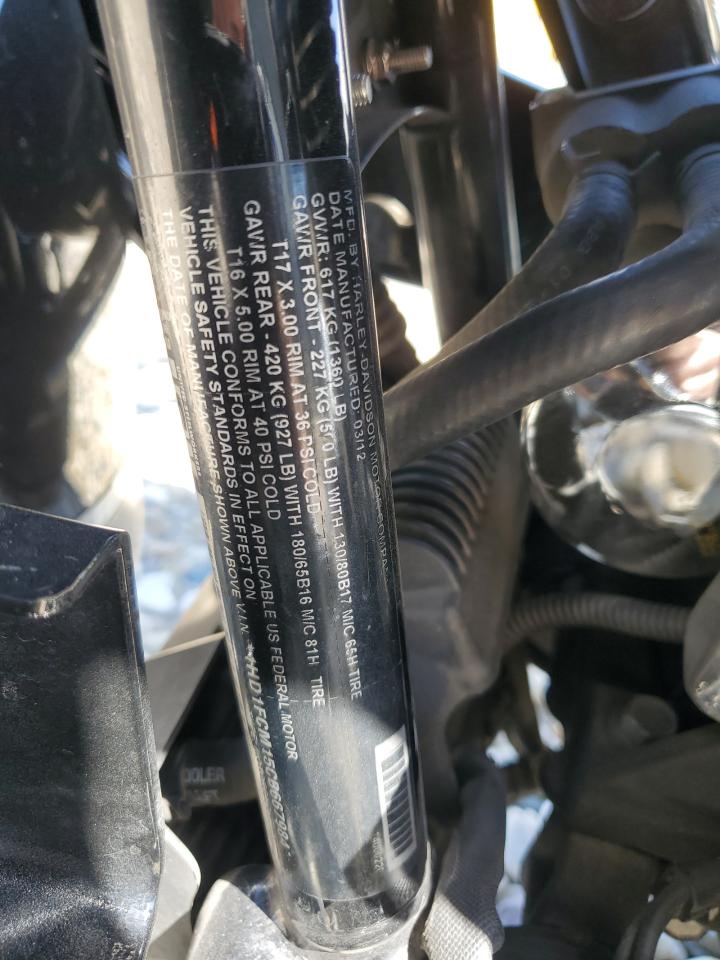 MFD. BY HARLEY-DAVIDSON MOTOR COMPANY
DATE MANUFACTURED: 03/12
GVWR: 617 KG (1360 LB)
GAWR FRONT - 227 KG (500 LB) WITH 130/80B17 M/C 65H TIRE
T17 X 3.00 RIM AT 36 PSI COLD
GAWR REAR - 420 KG (927 LB) WITH 180/65B16 M/C 81H TIRE
T16 X 5.00 RIM AT 40 PSI COLD
THIS VEHICLE CONFORMS TO ALL APPLICABLE US FEDERAL MOTOR
VEHICLE SAFETY STANDARDS IN EFFECT ON
THE DATE OF MANUFACTURE SHOWN ABOVE V.I.N.
OOLER